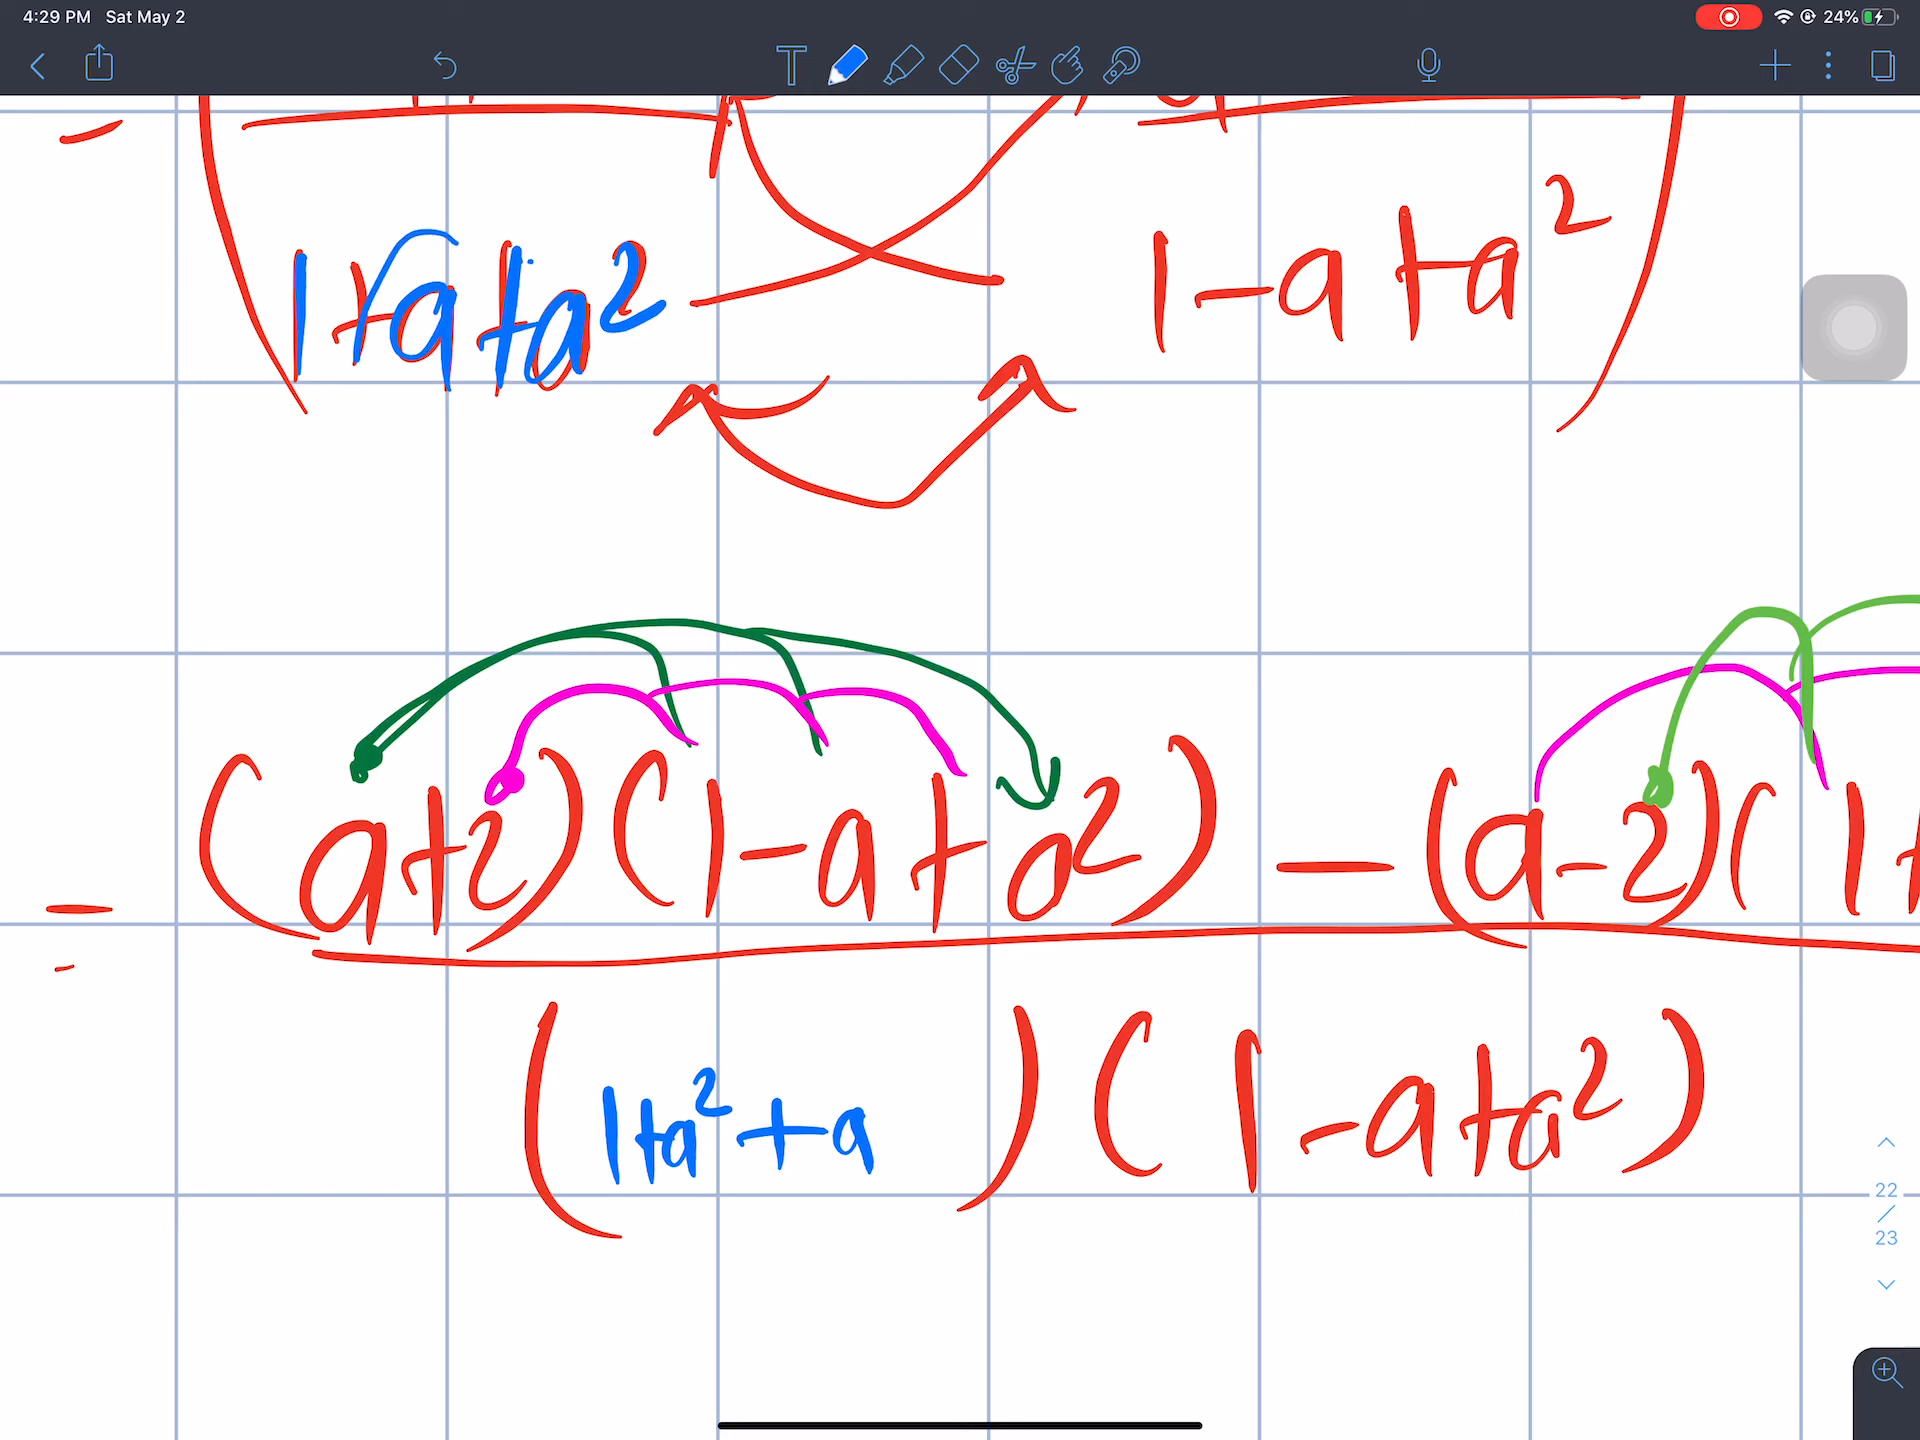 4:29 PM Sat May 2
24%
T
-
1+a+a² 1-a+a²
= (a+2)(1-a+a²) - (a-2)(1+
(1+a²+a)(1-a+a²)
22
/
23